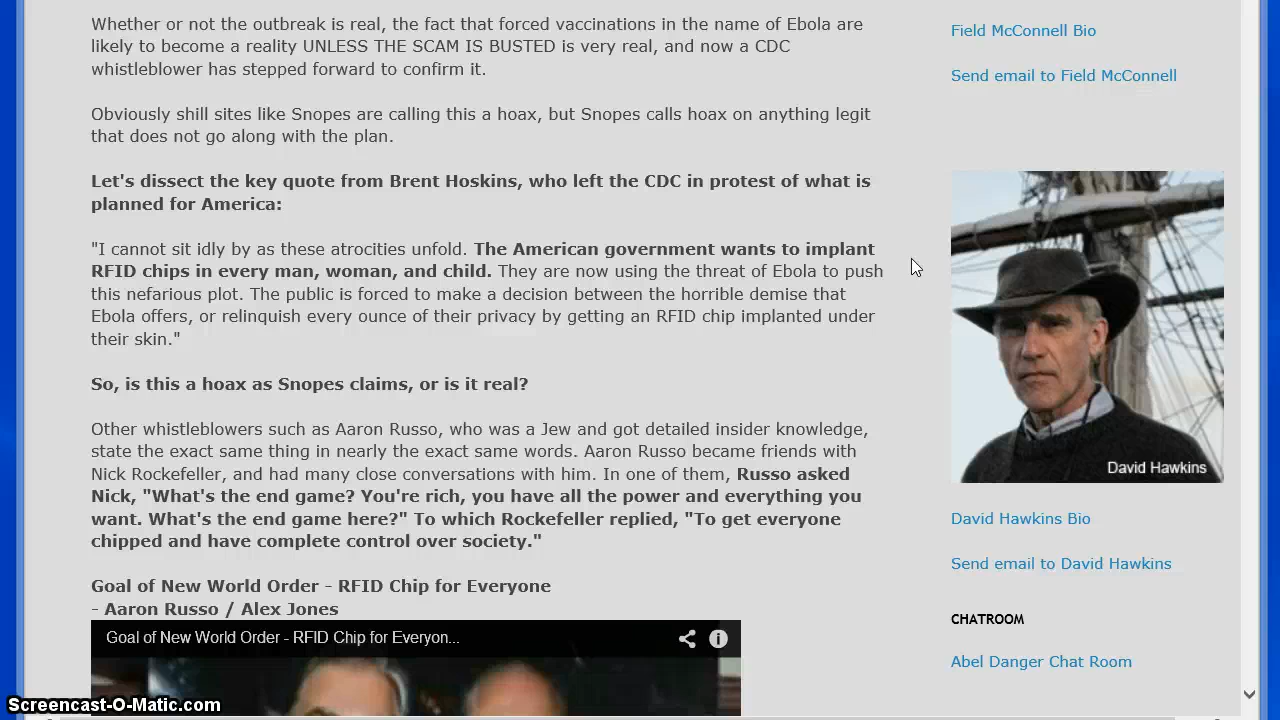 Whether or not the outbreak is real, the fact that forced vaccinations in the name of Ebola are
likely to become a reality UNLESS THE SCAM IS BUSTED is very real, and now a CDC
whistleblower has stepped forward to confirm it.
Obviously shill sites like Snopes are calling this a hoax, but Snopes calls hoax on anything legit
that does not go along with the plan.
Let's dissect the key quote from Brent Hoskins, who left the CDC in protest of what is
planned for America:
"I cannot sit idly by as these atrocities unfold. The American government wants to implant
RFID chips in every man, woman, and child. They are now using the threat of Ebola to push
this nefarious plot. The public is forced to make a decision between the horrible demise that
Ebola offers, or relinquish every ounce of their privacy by getting an RFID chip implanted under
their skin."
So, is this a hoax as Snopes claims, or is it real?
Other whistleblowers such as Aaron Russo, who was a Jew and got detailed insider knowledge,
state the exact same thing in nearly the exact same words. Aaron Russo became friends with
Nick Rockefeller, and had many close conversations with him. In one of them, Russo asked
Nick, "What's the end game? You're rich, you have all the power and everything you
want. What's the end game here?" To which Rockefeller replied, "To get everyone
chipped and have complete control over society."
Goal of New World Order - RFID Chip for Everyone
- Aaron Russo / Alex Jones
Goal of New World Order - RFID Chip for Everyon...
Field McConnell Bio
Send email to Field McConnell
David Hawkins
David Hawkins Bio
Send email to David Hawkins
CHATROOM
Abel Danger Chat Room
Screencast-O-Matic.com